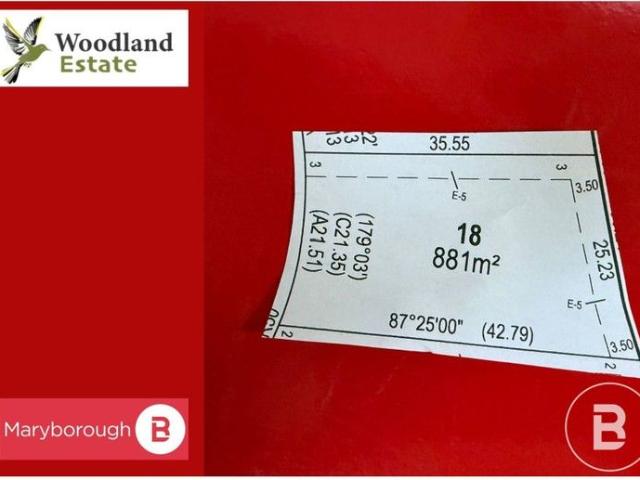 Woodland
Estate
35.55
3
3
3.50
E-5
(179°03')
(C21.35)
(A21.51)
18
881m²
25.23
E-5
87°25'00" (42.79)
3.50
2
2
Maryborough B
B